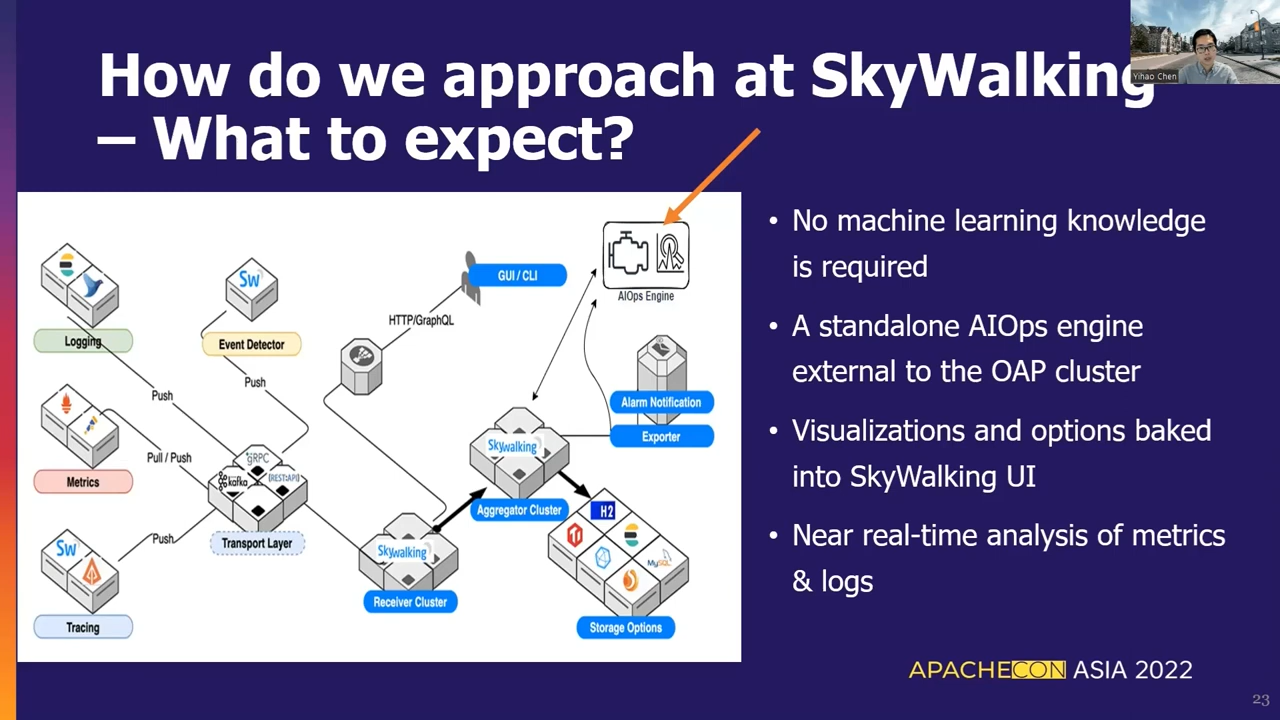 How do we approach at SkyWalking
– What to expect?
Yihao Chen
• No machine learning knowledge
is required
• A standalone AIOps engine
external to the OAP cluster
• Visualizations and options baked
into SkyWalking UI
• Near real-time analysis of metrics
& logs
Logging
Sw
Event Detector
Push
Push
HTTP/GraphQL
GUI / CLI
AIOps Engine
Alarm Notification
Exporter
Metrics
Pull / Push
gRPC
kafka
{REST:API}
Transport Layer
Sw
Push
Tracing
Skywalking
Receiver Cluster
Skywalking
Aggregator Cluster
H2
MySQL
Storage Options
APACHECON ASIA 2022
23